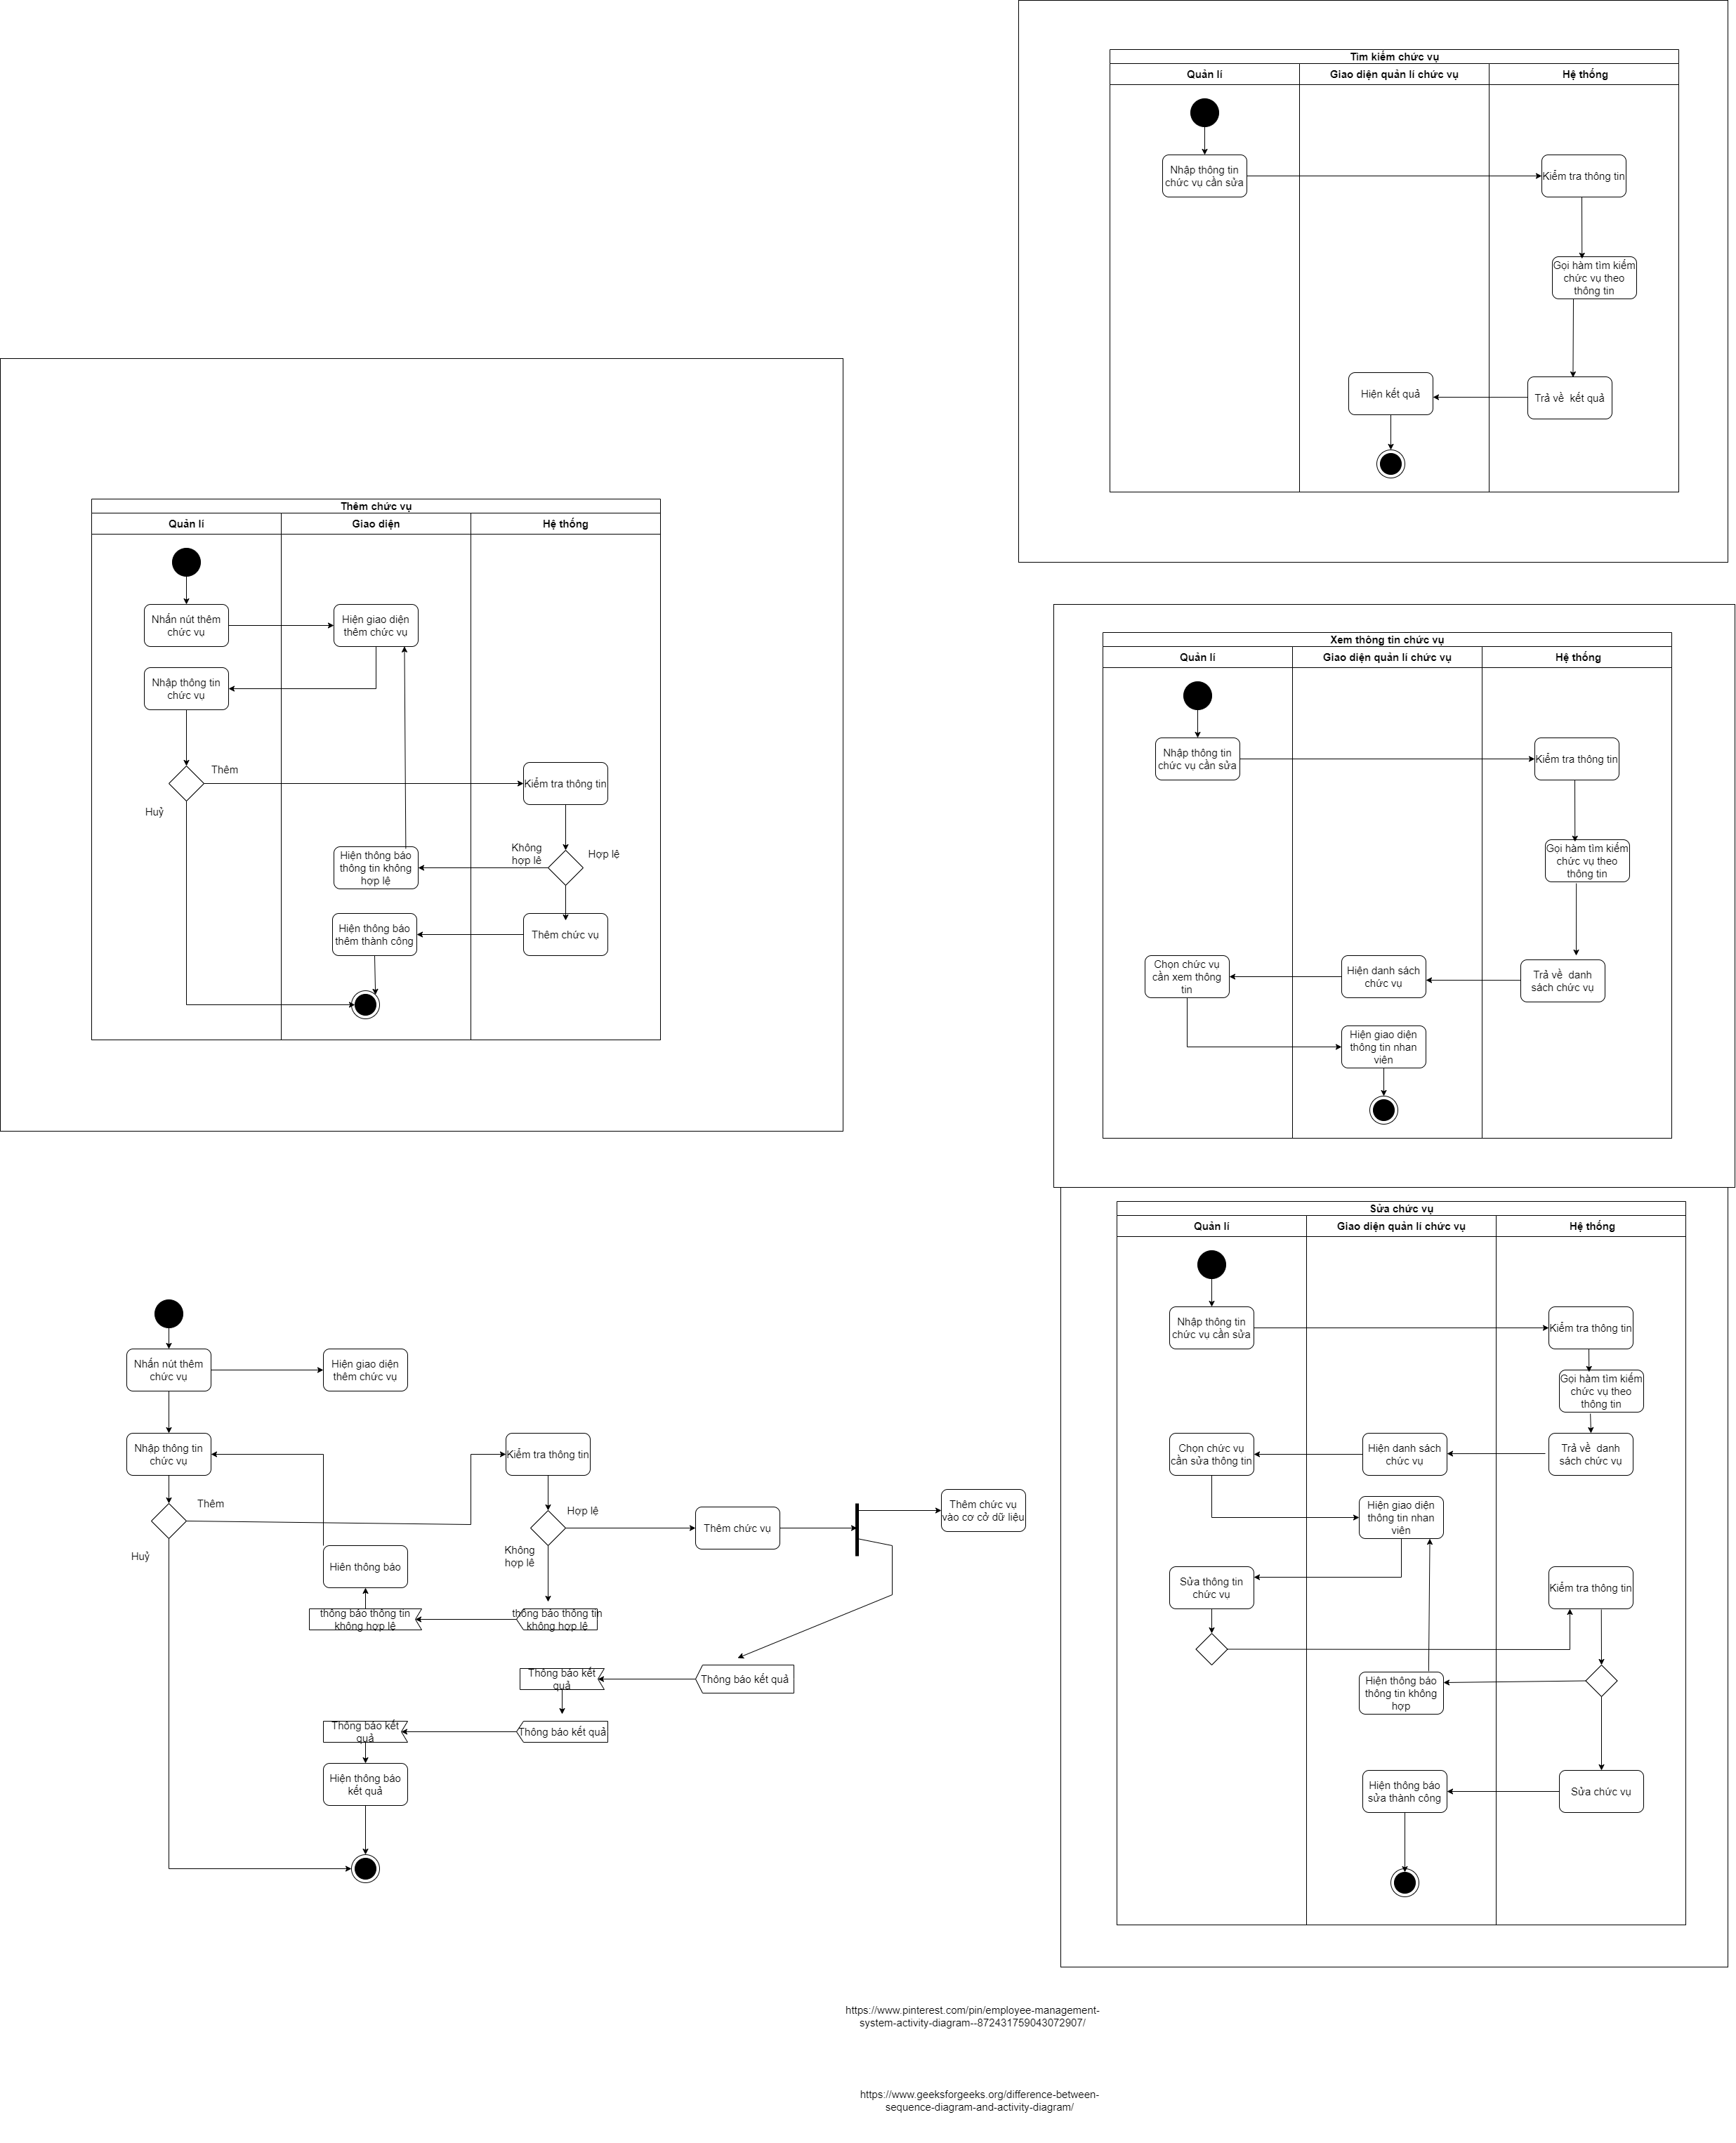 Tìm kiếm chức vụ
Quản lí
Giao diện quản lí chức vụ
Hệ thống
Nhập thông tin
chức vụ cần sửa
Kiểm tra thông tin
Gọi hàm tìm kiếm
chức vụ theo
thông tin
Trả về  kết quả
Hiện kết quả
Thêm chức vụ
Quản lí
Giao diện
Hệ thống
Nhấn nút thêm
chức vụ
Hiện giao diện
thêm chức vụ
Nhập thông tin
chức vụ
Thêm
Huỷ
Kiểm tra thông tin
Không
hợp lê
Hợp lệ
Hiện thông báo
thông tin không
hợp lệ
Hiện thông báo
thêm thành công
Thêm chức vụ
Xem thông tin chức vụ
Quản lí
Giao diện quản lí chức vụ
Hệ thống
Nhập thông tin
chức vụ cần sửa
Kiểm tra thông tin
Gọi hàm tìm kiếm
chức vụ theo
thông tin
Chọn chức vụ
cần xem thông
tin
Hiện danh sách
chức vụ
Trả về  danh
sách chức vụ
Hiện giao diện
thông tin nhan
viên
Sửa chức vụ
Quản lí
Giao diện quản lí chức vụ
Hệ thống
Nhập thông tin
chức vụ cần sửa
Kiểm tra thông tin
Gọi hàm tìm kiếm
chức vụ theo
thông tin
Chọn chức vụ
cần sửa thông tin
Hiện danh sách
chức vụ
Trả về  danh
sách chức vụ
Hiện giao diện
thông tin nhan
viên
Sửa thông tin
chức vụ
Kiểm tra thông tin
Hiện thông báo
thông tin không
hợp
Hiện thông báo
sửa thành công
Sửa chức vụ
Nhấn nút thêm
chức vụ
Hiện giao diện
thêm chức vụ
Nhập thông tin
chức vụ
Kiểm tra thông tin
Thêm
Huỷ
Hợp lệ
Không
hợp lê
Thêm chức vụ
Thêm chức vụ
vào cơ cở dữ liệu
Hiên thông báo
thông báo thông tin
không hợp lệ
thông báo thông tin
không hợp lệ
Thông báo kết
quả
Thông báo kết quả
Thông báo kết
quả
Thông báo kết quả
Hiện thông báo
kết quả
https://www.pinterest.com/pin/employee-management-
system-activity-diagram--872431759043072907/
https://www.geeksforgeeks.org/difference-between-
sequence-diagram-and-activity-diagram/